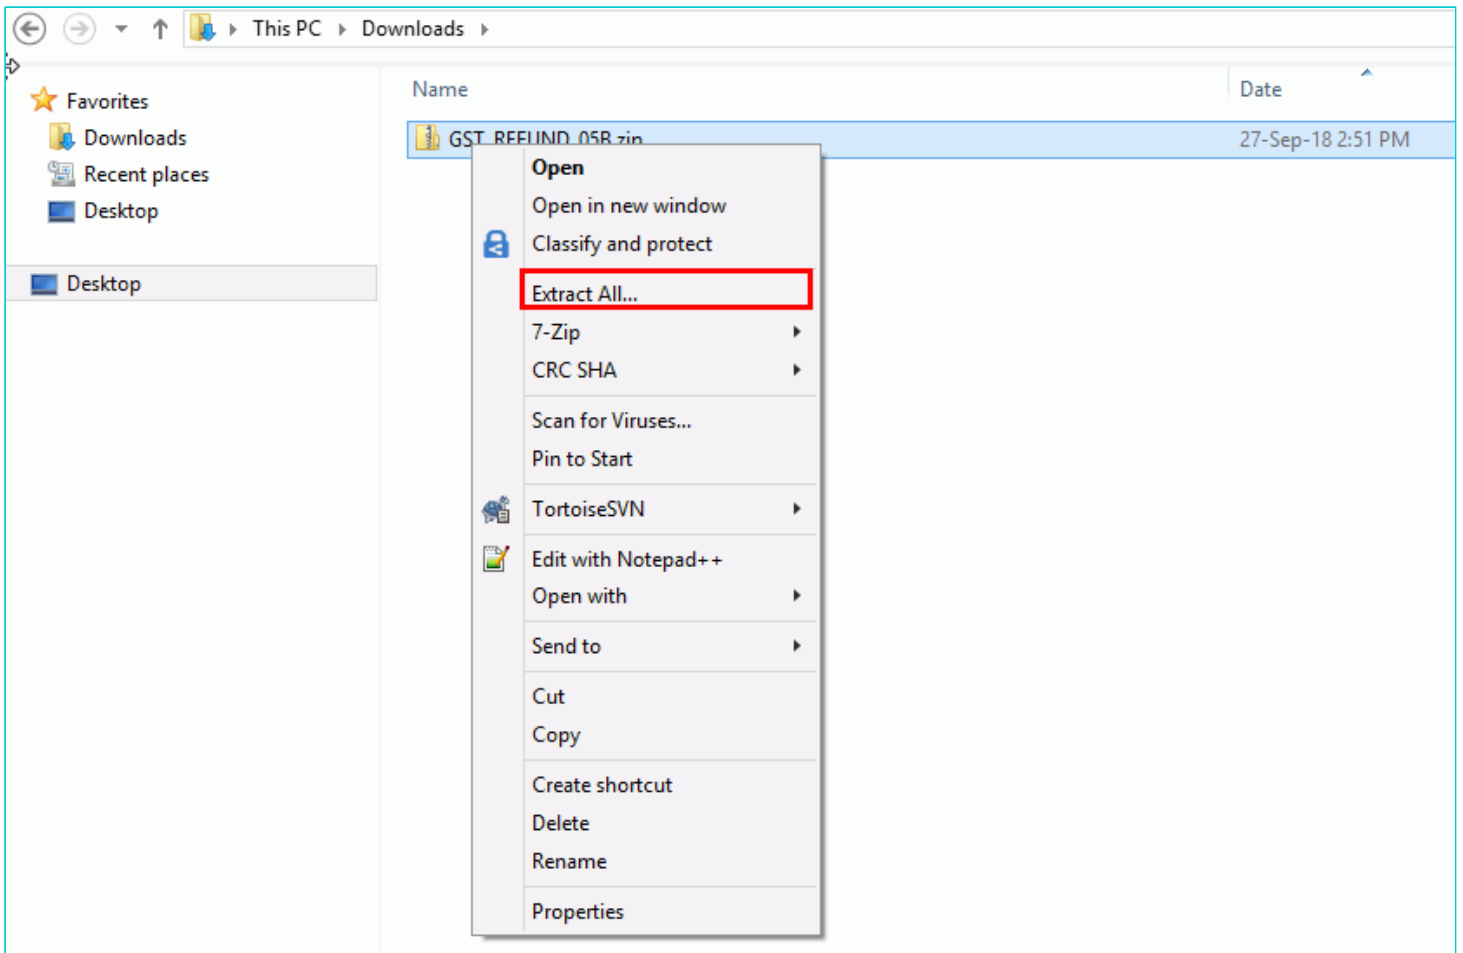 This PC Downloads
Favorites
Downloads
Recent places
Desktop
Desktop
Name Date
GST_REFUND_05B.zip 27-Sep-18 2:51 PM
Open
Open in new window
Classify and protect
Extract All...
7-Zip
CRC SHA
Scan for Viruses...
Pin to Start
TortoiseSVN
Edit with Notepad++
Open with
Send to
Cut
Copy
Create shortcut
Delete
Rename
Properties